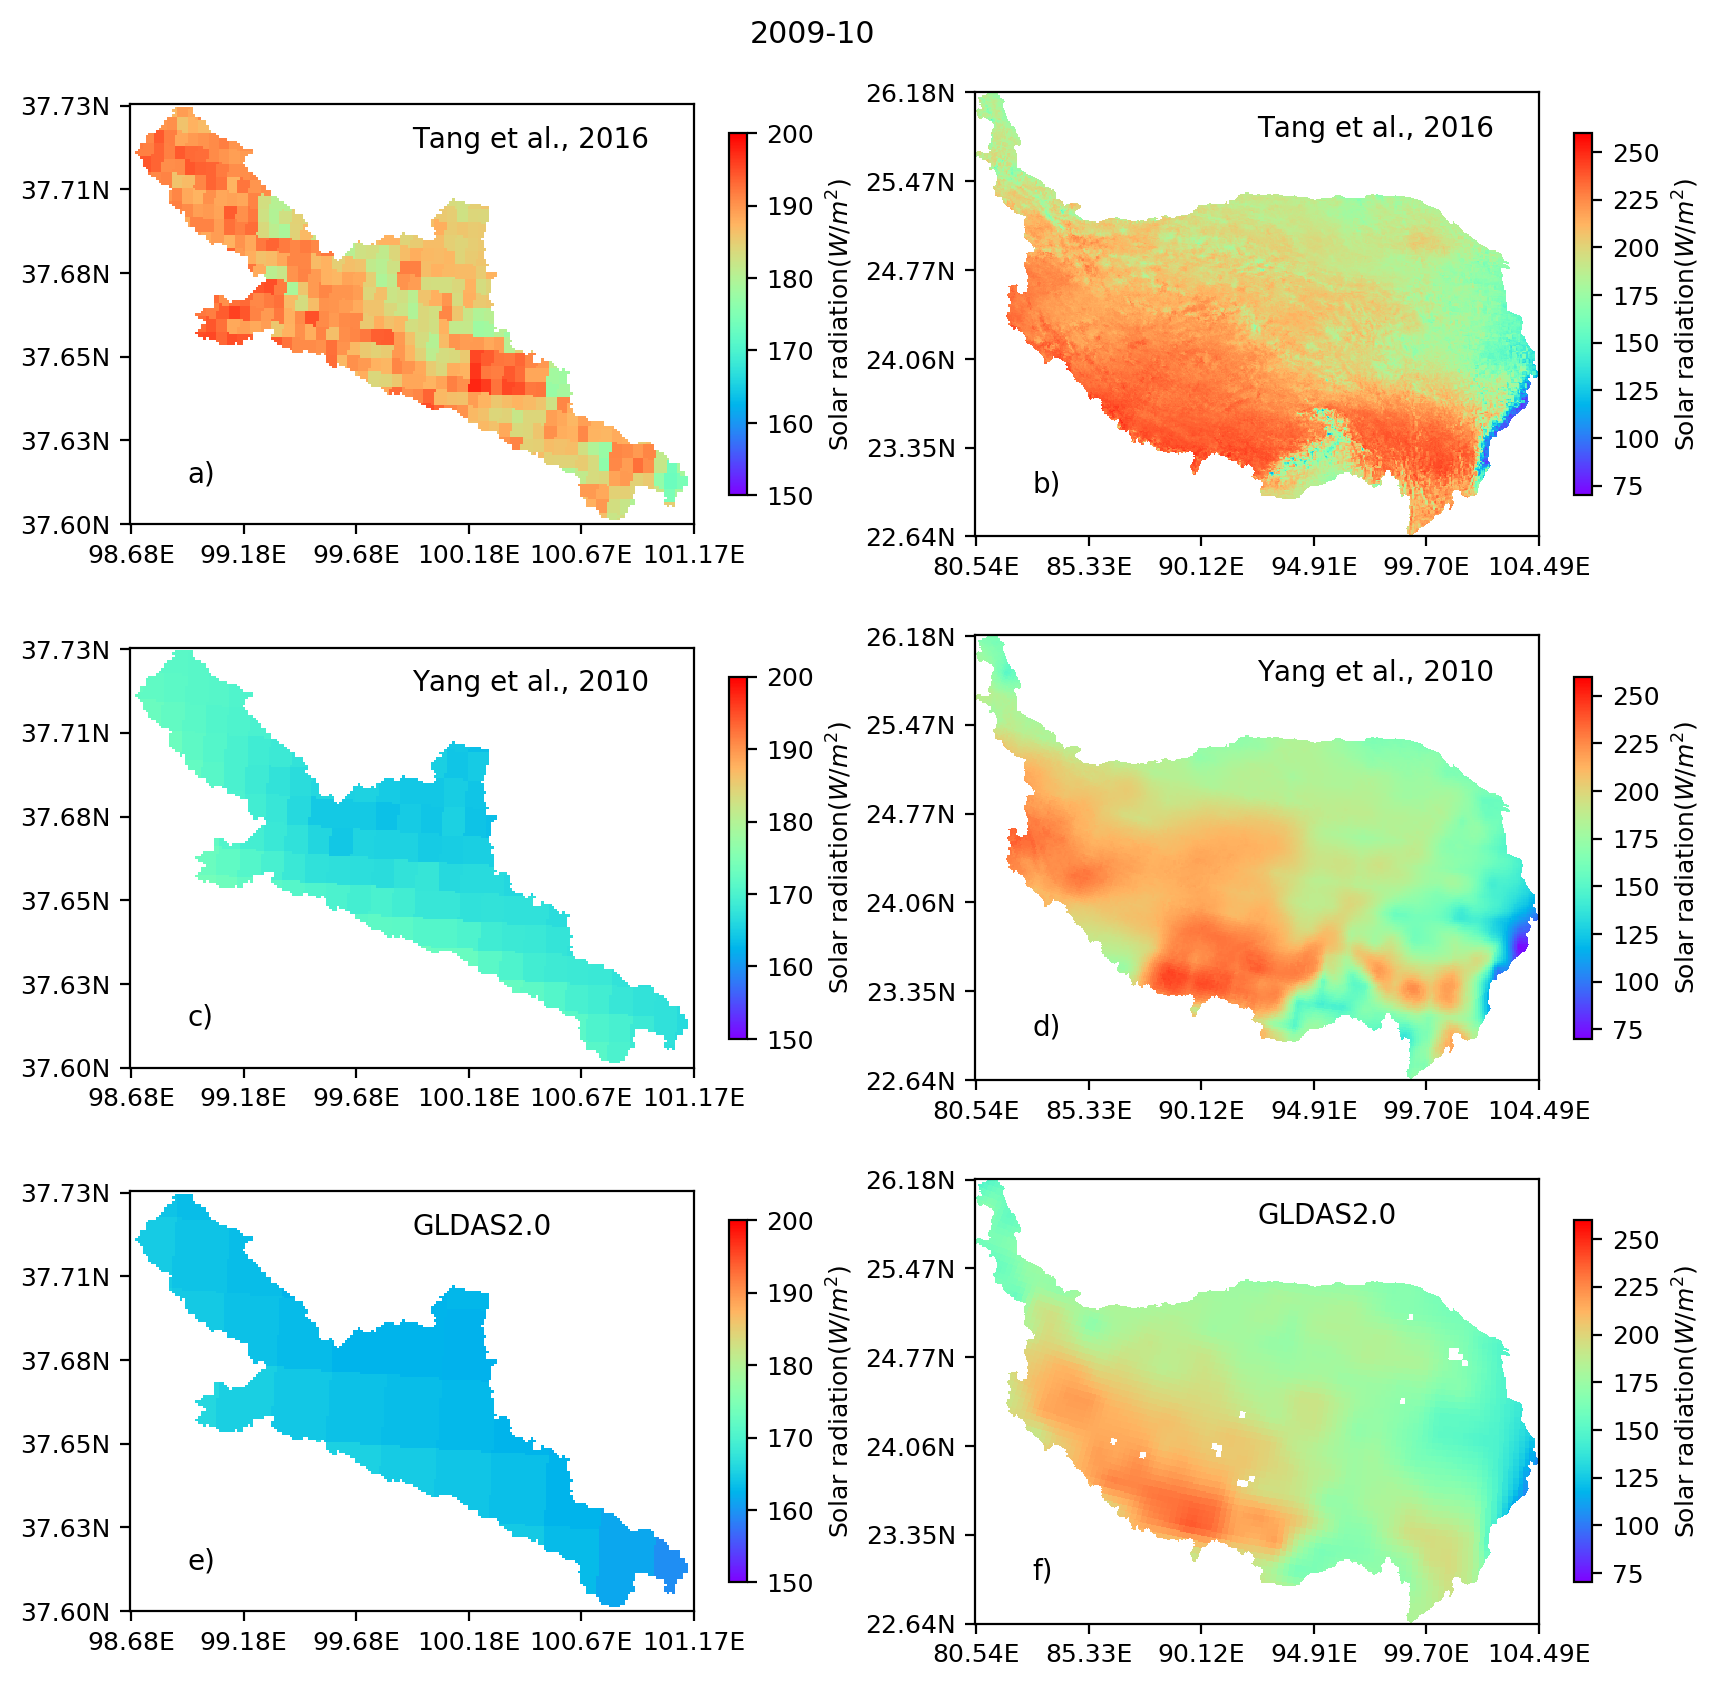 2009-10
37.73N
37.71N
37.68N
37.65N
37.63N
37.60N
98.68E 99.18E 99.68E 100.18E 100.67E 101.17E
Tang et al., 2016
a)
200
190
180
170
160
150
Solar radiation(W/m²)
26.18N
25.47N
24.77N
24.06N
23.35N
22.64N
80.54E 85.33E 90.12E 94.91E 99.70E 104.49E
Tang et al., 2016
b)
250
225
200
175
150
125
100
75
Solar radiation(W/m²)
37.73N
37.71N
37.68N
37.65N
37.63N
37.60N
98.68E 99.18E 99.68E 100.18E 100.67E 101.17E
Yang et al., 2010
c)
200
190
180
170
160
150
Solar radiation(W/m²)
26.18N
25.47N
24.77N
24.06N
23.35N
22.64N
80.54E 85.33E 90.12E 94.91E 99.70E 104.49E
Yang et al., 2010
d)
250
225
200
175
150
125
100
75
Solar radiation(W/m²)
37.73N
37.71N
37.68N
37.65N
37.63N
37.60N
98.68E 99.18E 99.68E 100.18E 100.67E 101.17E
GLDAS2.0
e)
200
190
180
170
160
150
Solar radiation(W/m²)
26.18N
25.47N
24.77N
24.06N
23.35N
22.64N
80.54E 85.33E 90.12E 94.91E 99.70E 104.49E
GLDAS2.0
f)
250
225
200
175
150
125
100
75
Solar radiation(W/m²)